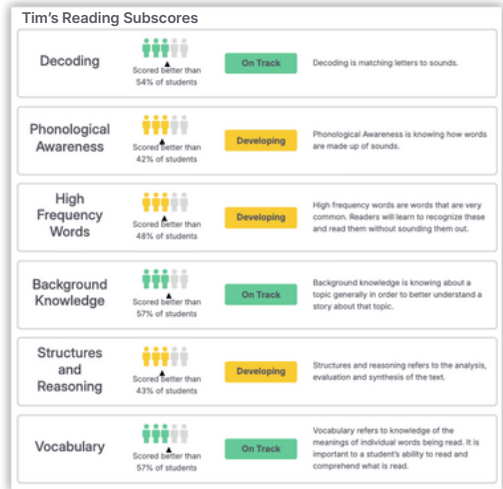 Tim's Reading Subscores
Decoding
Scored better than
54% of students
On Track
Decoding is matching letters to sounds.
Phonological
Awareness
Scored better than
42% of students
Developing
Phonological Awareness is knowing how words
are made up of sounds.
High
Frequency
Words
Scored better than
48% of students
Developing
High frequency words are words that are very
common. Readers will learn to recognize these
and read them without sounding them out.
Background
Knowledge
Scored better than
57% of students
On Track
Background knowledge is knowing about a
topic generally in order to better understand a
story about that topic.
Structures
and
Reasoning
Scored better than
43% of students
Developing
Structures and reasoning refers to the analysis,
evaluation and synthesis of the text.
Vocabulary
Scored better than
57% of students
On Track
Vocabulary refers to knowledge of the
meanings of individual words being read. It is
important to a student's ability to read and
comprehend what is read.